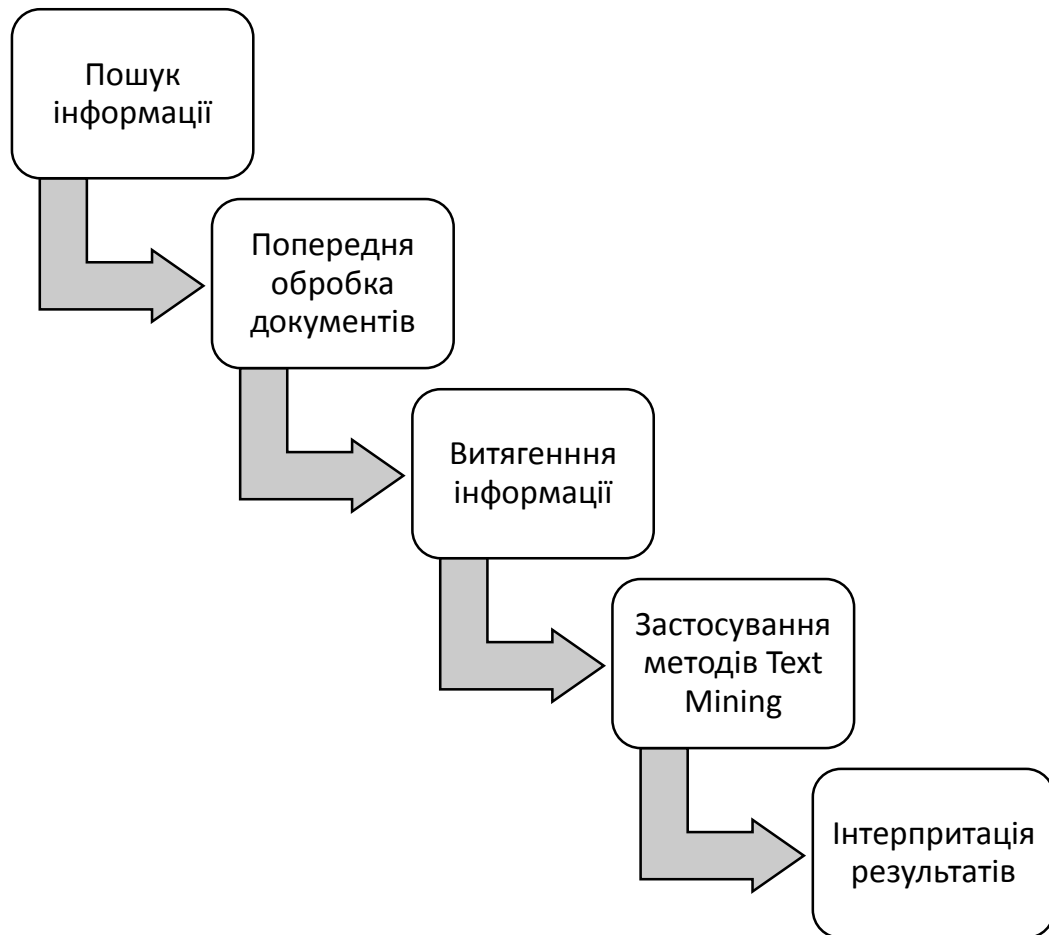 Пошук
інформації
Попередня
обробка
документів
Витягенння
інформації
Застосування
методів Text
Mining
Інтерпритація
результатів